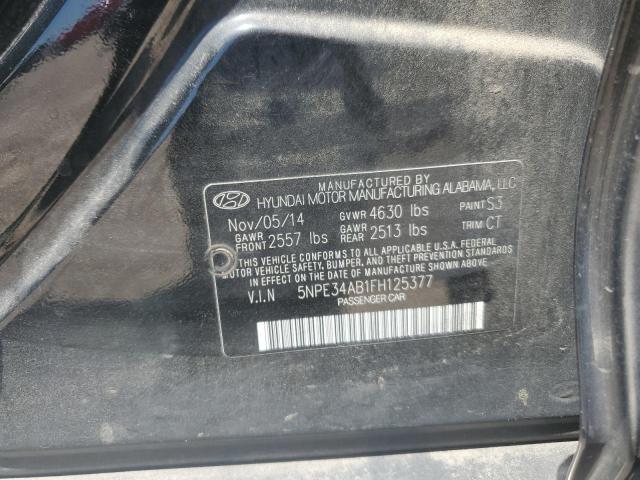 MANUFACTURED BY
HYUNDAI MOTOR MANUFACTURING ALABAMA, LLC
Nov/05/14 GVWR 4630 lbs PAINT S3
GAWR FRONT 2557 lbs GAWR REAR 2513 lbs TRIM CT
THIS VEHICLE CONFORMS TO ALL APPLICABLE U.S.A. FEDERAL
MOTOR VEHICLE SAFETY, BUMPER, AND THEFT PREVENTION
STANDARDS IN EFFECT ON THE DATE OF MANUFACTURE SHOWN
ABOVE.
V.I.N 5NPE34AB1FH125377
PASSENGER CAR